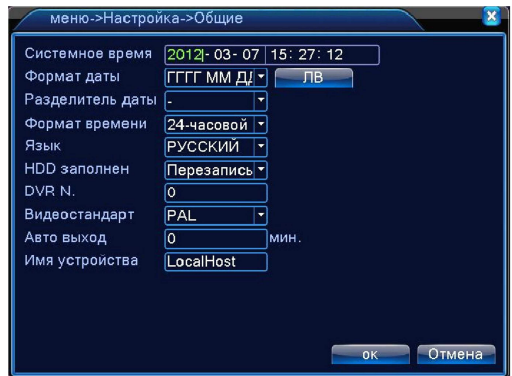 меню->Настройка->Общие
Системное время 2012- 03- 07 15: 27: 12
Формат даты ГГГГ ММ ДД ЛВ
Разделитель даты -
Формат времени 24-часовой
Язык РУССКИЙ
HDD заполнен Перезапись
DVR N. 0
Видеостандарт PAL
Авто выход 0 мин.
Имя устройства LocalHost
ок Отмена